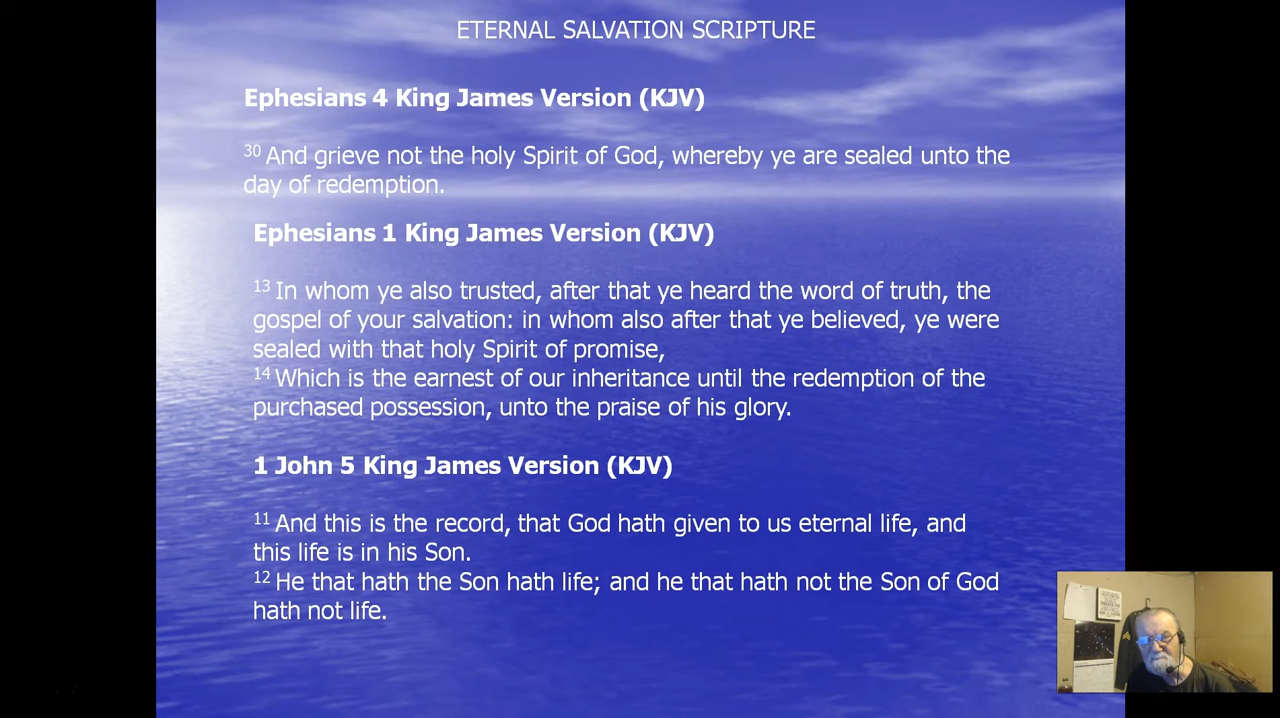 ETERNAL SALVATION SCRIPTURE
Ephesians 4 King James Version (KJV)
30 And grieve not the holy Spirit of God, whereby ye are sealed unto the
day of redemption.
Ephesians 1 King James Version (KJV)
13 In whom ye also trusted, after that ye heard the word of truth, the
gospel of your salvation: in whom also after that ye believed, ye were
sealed with that holy Spirit of promise,
14 Which is the earnest of our inheritance until the redemption of the
purchased possession, unto the praise of his glory.
1 John 5 King James Version (KJV)
11 And this is the record, that God hath given to us eternal life, and
this life is in his Son.
12 He that hath the Son hath life; and he that hath not the Son of God
hath not life.